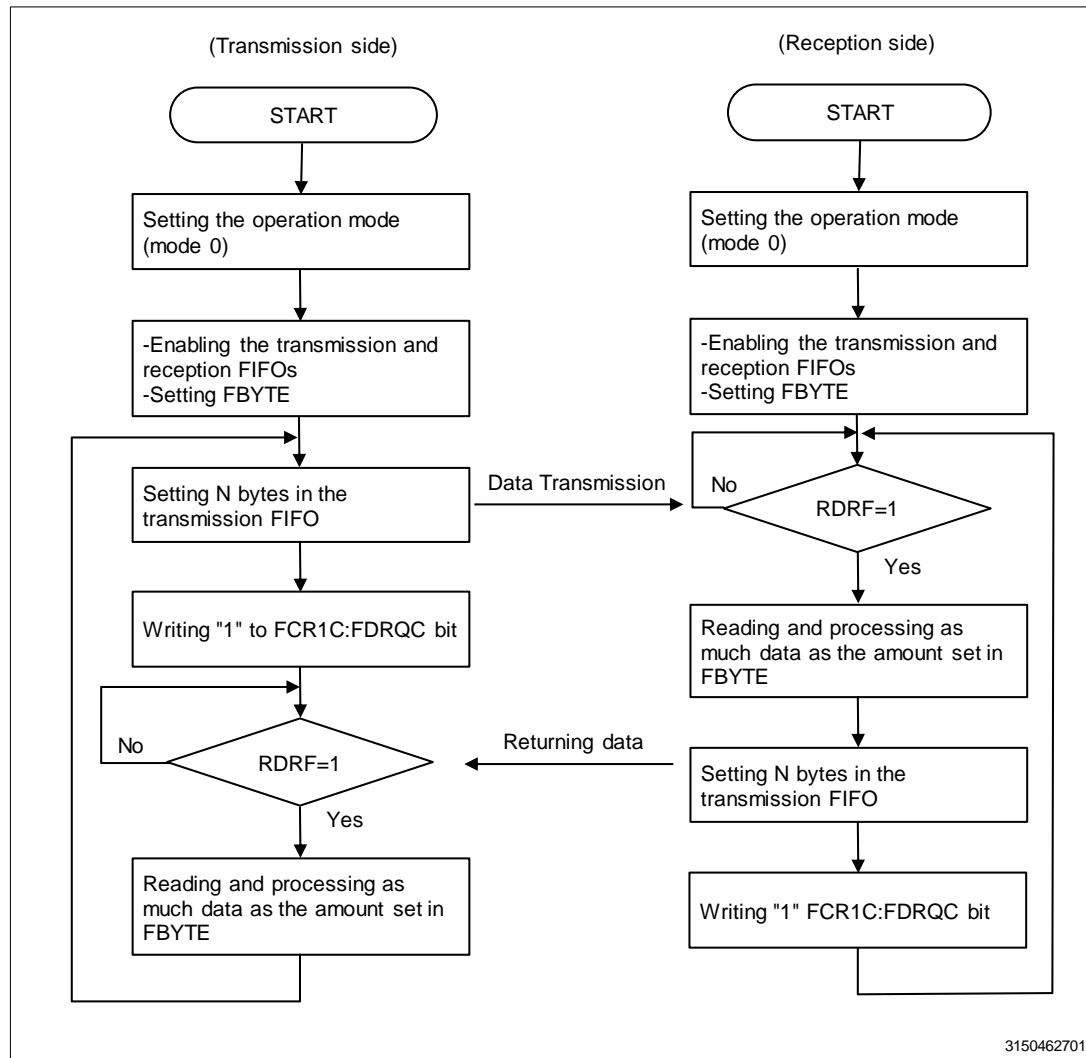 (Transmission side)
START
Setting the operation mode
(mode 0)
-Enabling the transmission and
reception FIFOs
-Setting FBYTE
Setting N bytes in the
transmission FIFO
Data Transmission
Writing "1" to FCR1C:FDRQC bit
No
RDRF=1
Yes
Returning data
Reading and processing as
much data as the amount set in
FBYTE
(Reception side)
START
Setting the operation mode
(mode 0)
-Enabling the transmission and
reception FIFOs
-Setting FBYTE
No
RDRF=1
Yes
Reading and processing as
much data as the amount set in
FBYTE
Setting N bytes in the
transmission FIFO
Writing "1" FCR1C:FDRQC bit
3150462701